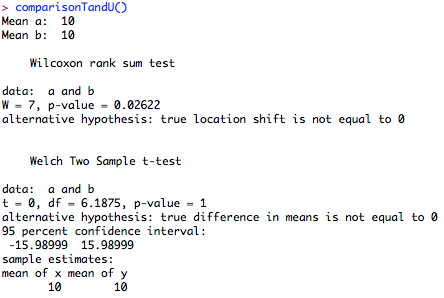 > comparisonTandU()
Mean a:  10
Mean b:  10

    Wilcoxon rank sum test

data:  a and b
W = 7, p-value = 0.02622
alternative hypothesis: true location shift is not equal to 0


    Welch Two Sample t-test

data:  a and b
t = 0, df = 6.1875, p-value = 1
alternative hypothesis: true difference in means is not equal to 0
95 percent confidence interval:
 -15.98999  15.98999
sample estimates:
mean of x mean of y
       10        10